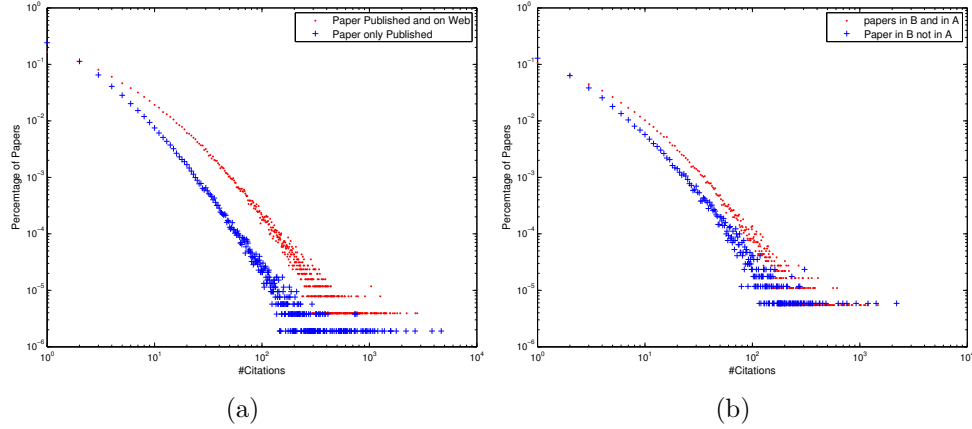 Paper Published and on Web
Paper only Published
Percentage of Papers
10^0
10^-1
10^-2
10^-3
10^-4
10^-5
10^-6
10^0
10^1
10^2
10^3
10^4
#Citations
(a)
papers in B and in A
Paper in B not in A
Percentage of Papers
10^0
10^-1
10^-2
10^-3
10^-4
10^-5
10^-6
10^0
10^1
10^2
10^3
10^4
#Citations
(b)